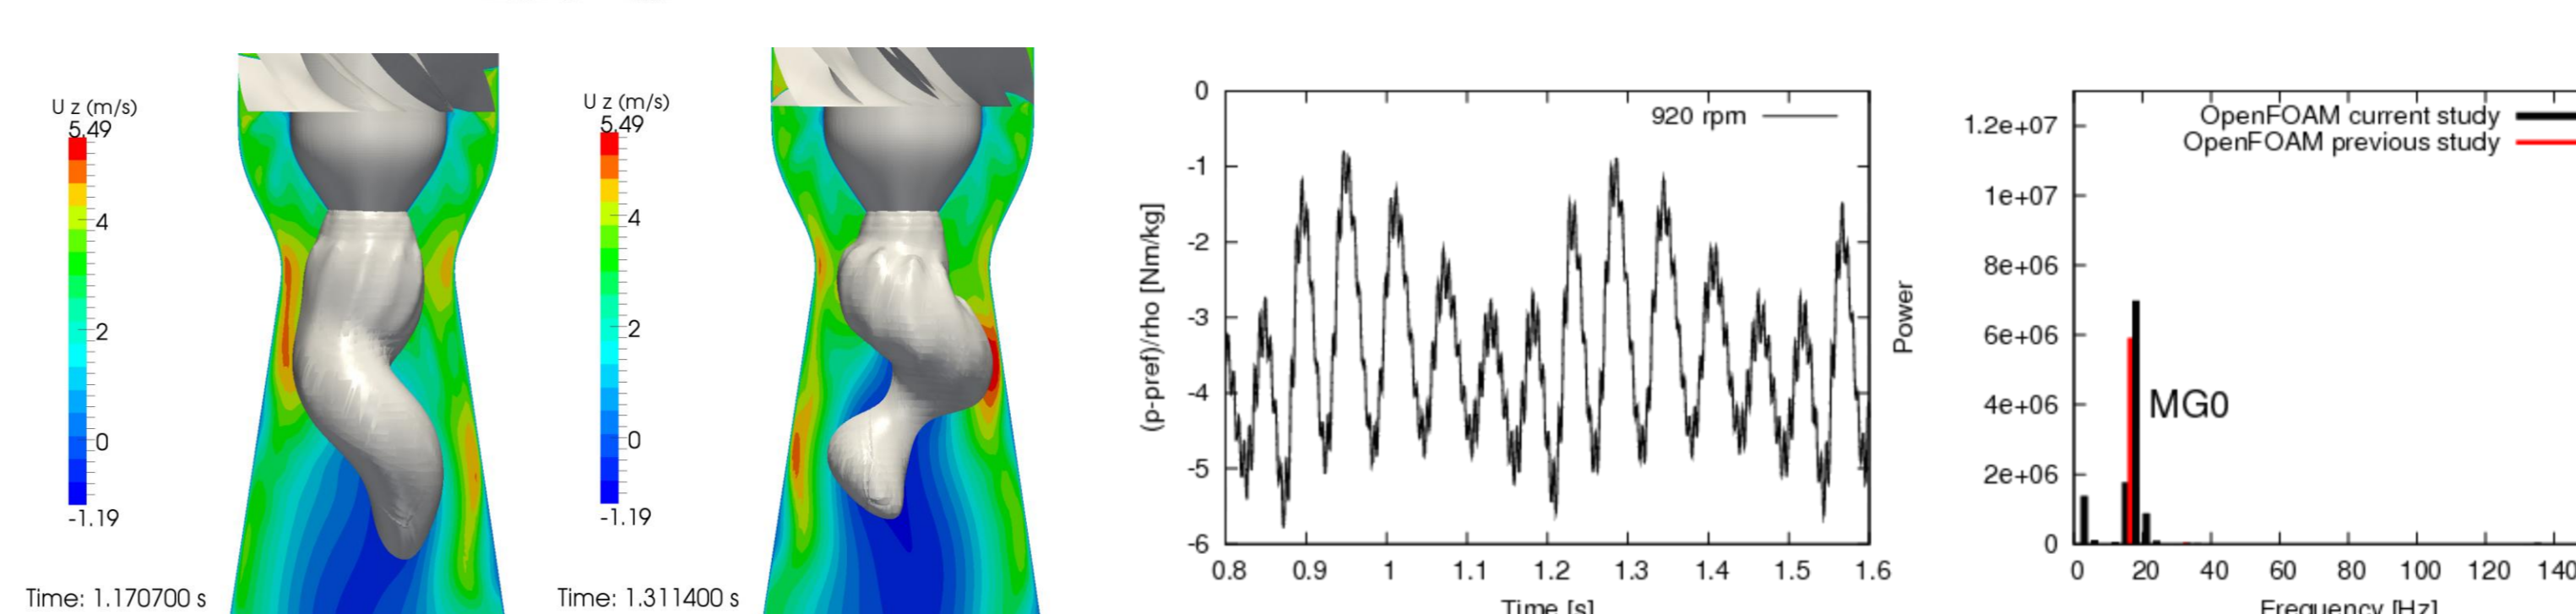 U z (m/s)
5.49
4
2
0
-1.19
Time: 1.170700 s
U z (m/s)
5.49
4
2
0
-1.19
Time: 1.311400 s
(p-pref)/rho [Nm/kg]
0
-1
-2
-3
-4
-5
-6
920 rpm
0.8 0.9 1 1.1 1.2 1.3 1.4 1.5 1.6
Time [s]
Power
1.2e+07
1e+07
8e+06
6e+06
4e+06
2e+06
0
OpenFOAM current study
OpenFOAM previous study
MG0
0 20 40 60 80 100 120 140
Frequency [Hz]